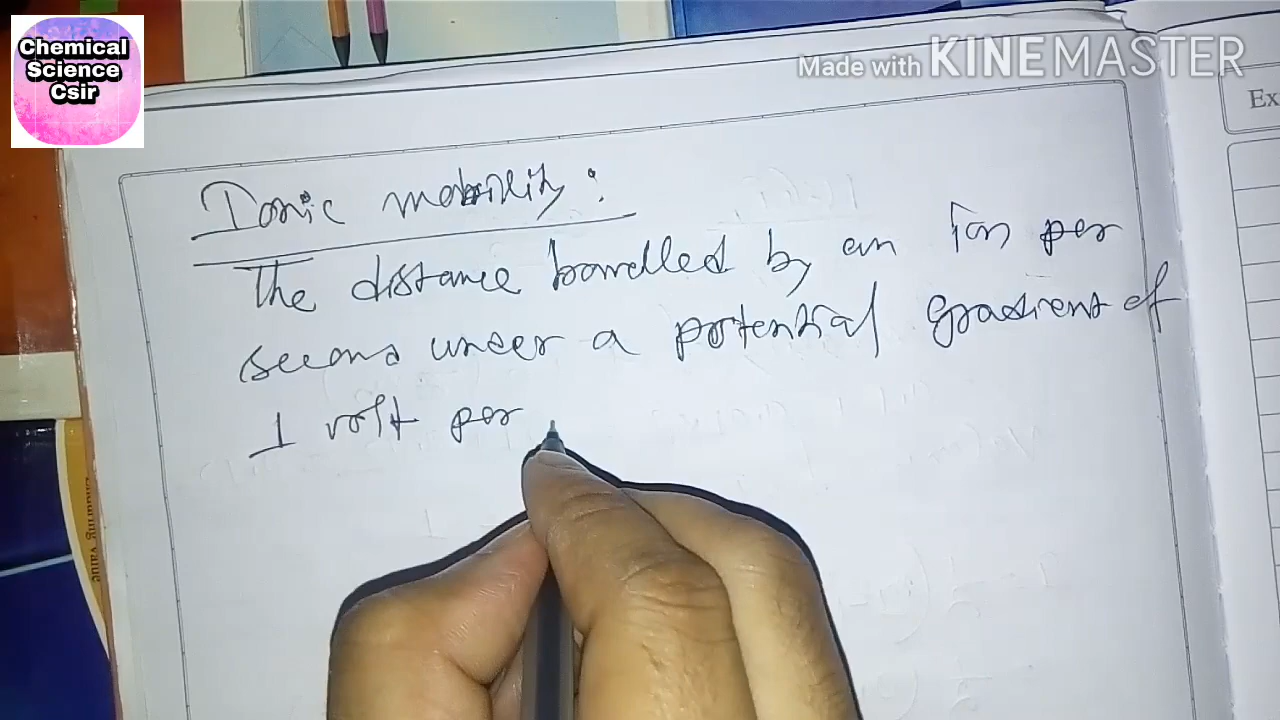 Chemical
Science
Csir
Made with KINEMASTER
Ex
Ionic mobility:
The distance travelled by an ion per
second under a potential gradient of
1 volt per